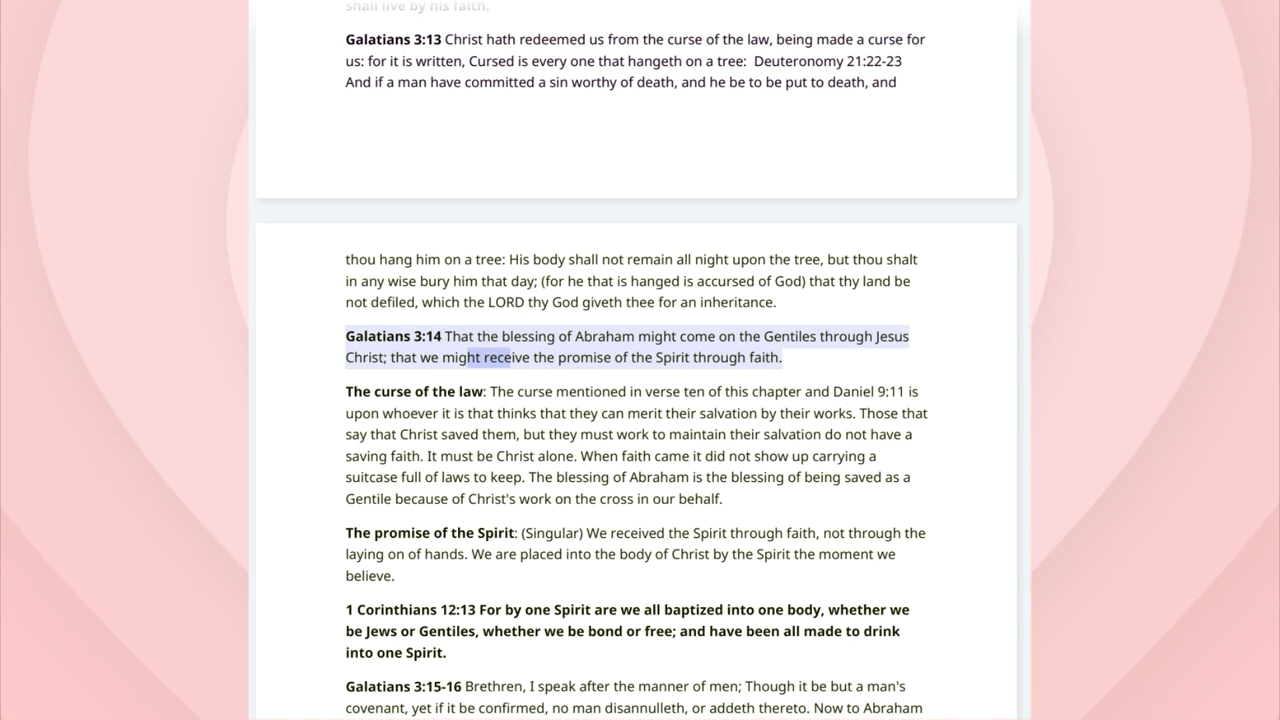 shall live by his faith.
Galatians 3:13 Christ hath redeemed us from the curse of the law, being made a curse for
us: for it is written, Cursed is every one that hangeth on a tree:  Deuteronomy 21:22-23
And if a man have committed a sin worthy of death, and he be to be put to death, and
thou hang him on a tree: His body shall not remain all night upon the tree, but thou shalt
in any wise bury him that day; (for he that is hanged is accursed of God) that thy land be
not defiled, which the LORD thy God giveth thee for an inheritance.
Galatians 3:14 That the blessing of Abraham might come on the Gentiles through Jesus
Christ; that we might receive the promise of the Spirit through faith.
The curse of the law: The curse mentioned in verse ten of this chapter and Daniel 9:11 is
upon whoever it is that thinks that they can merit their salvation by their works. Those that
say that Christ saved them, but they must work to maintain their salvation do not have a
saving faith. It must be Christ alone. When faith came it did not show up carrying a
suitcase full of laws to keep. The blessing of Abraham is the blessing of being saved as a
Gentile because of Christ's work on the cross in our behalf.
The promise of the Spirit: (Singular) We received the Spirit through faith, not through the
laying on of hands. We are placed into the body of Christ by the Spirit the moment we
believe.
1 Corinthians 12:13 For by one Spirit are we all baptized into one body, whether we
be Jews or Gentiles, whether we be bond or free; and have been all made to drink
into one Spirit.
Galatians 3:15-16 Brethren, I speak after the manner of men; Though it be but a man's
covenant, yet if it be confirmed, no man disannulleth, or addeth thereto. Now to Abraham